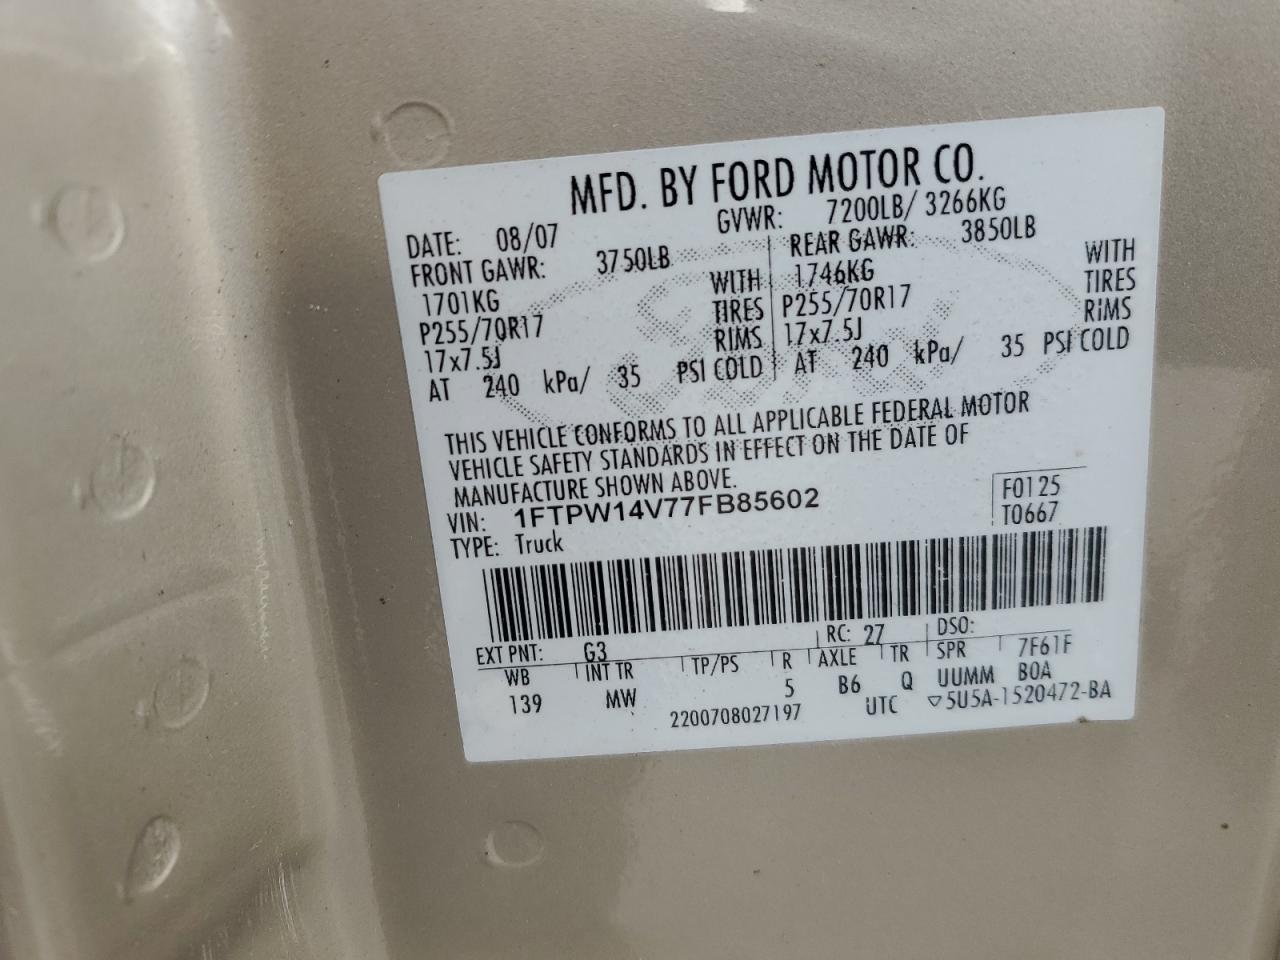 MFD. BY FORD MOTOR CO.
DATE: 08/07 GVWR: 7200LB/ 3266KG
FRONT GAWR: 3750LB REAR GAWR: 3850LB
1701KG WITH 1746KG WITH
P255/70R17 TIRES P255/70R17 TIRES
17x7.5J RIMS 17x7.5J RIMS
AT 240 kPa/ 35 PSI COLD AT 240 kPa/ 35 PSI COLD
THIS VEHICLE CONFORMS TO ALL APPLICABLE FEDERAL MOTOR
VEHICLE SAFETY STANDARDS IN EFFECT ON THE DATE OF
MANUFACTURE SHOWN ABOVE.
VIN: 1FTPW14V77FB85602 F0125
TYPE: Truck T0667
EXT PNT: G3 RC: 27 DSO:
WB INT TR TP/PS R AXLE TR SPR 7F61F
139 MW 5 B6 Q UUMM B0A
2200708027197 UTC ▽5U5A-1520472-BA